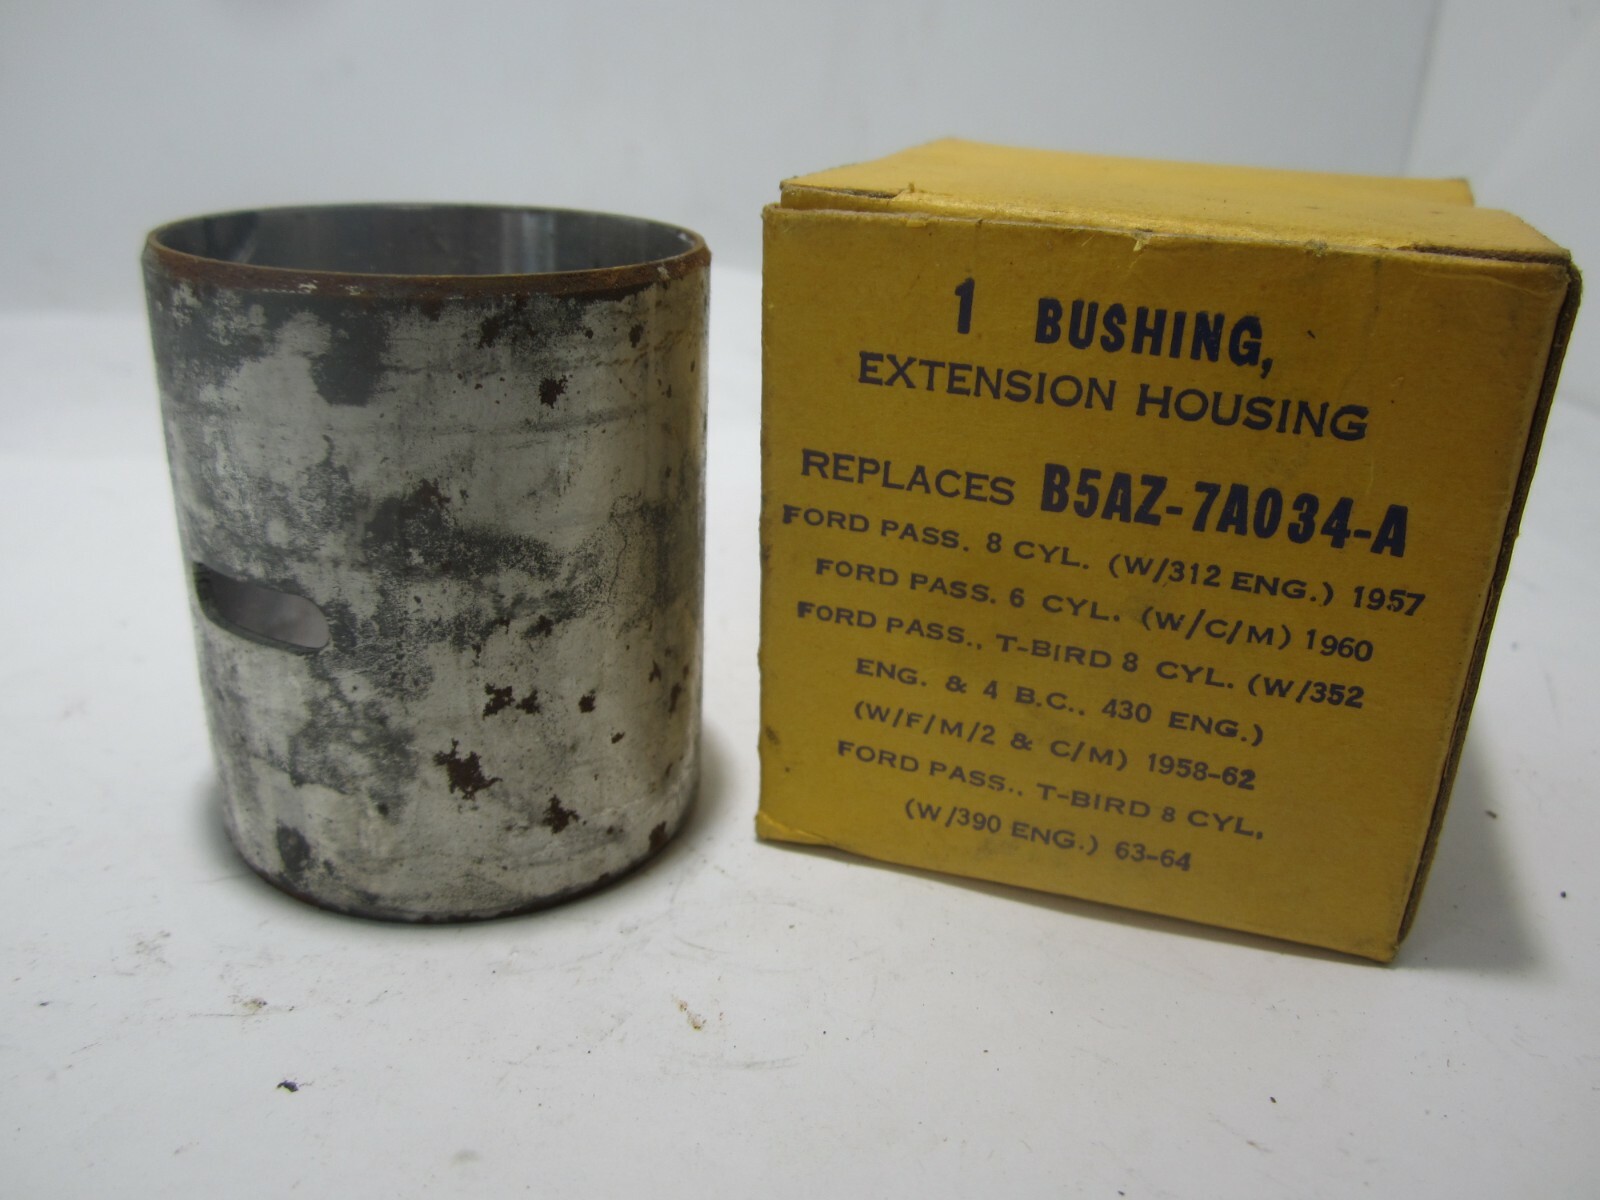 1 BUSHING,
EXTENSION HOUSING
REPLACES B5AZ-7A034-A
FORD PASS. 8 CYL. (W/312 ENG.) 1957
FORD PASS. 6 CYL. (W/C/M) 1960
FORD PASS., T-BIRD 8 CYL. (W/352
ENG. & 4 B.C., 430 ENG.)
(W/F/M/2 & C/M) 1958-62
FORD PASS., T-BIRD 8 CYL.
(W/390 ENG.) 63-64